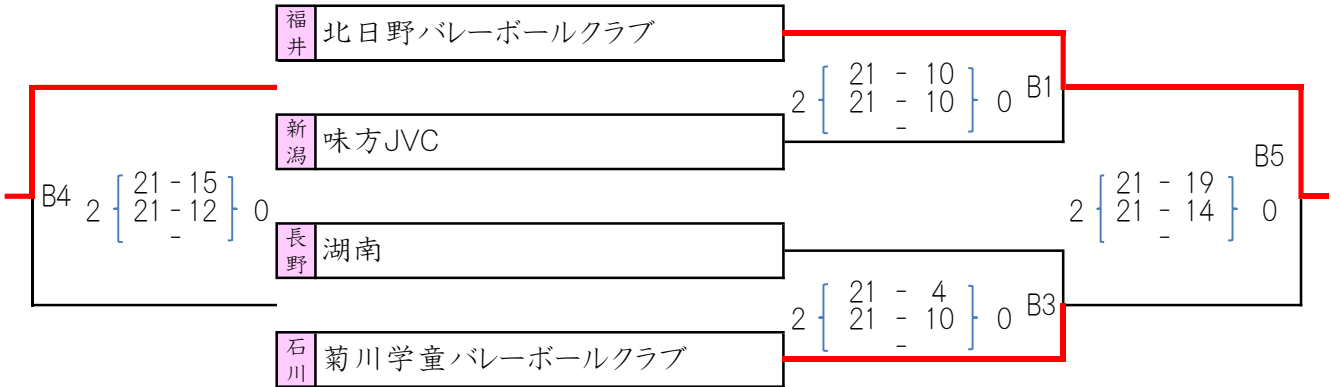 福井 北日野バレーボールクラブ
2 21 - 10 0 B1
21 - 10
-
新潟 味方JVC
B5
B4 2 21 - 15 0
21 - 12
-
2 21 - 19 0
21 - 14
-
長野 湖南
2 21 - 4 0 B3
21 - 10
-
石川 菊川学童バレーボールクラブ